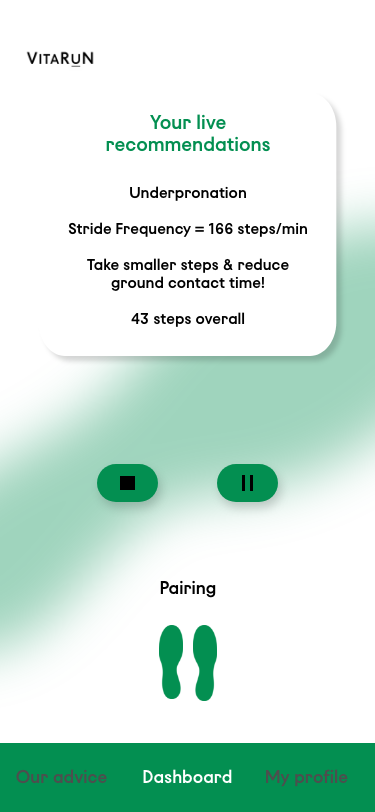 VITARUN
Your live
recommendations
Underpronation
Stride Frequency = 166 steps/min
Take smaller steps & reduce
ground contact time!
43 steps overall
Pairing
Our advice Dashboard My profile